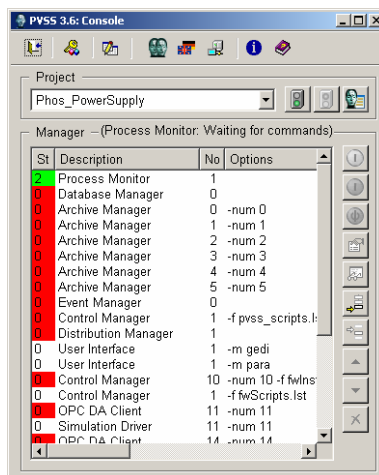 PVSS 3.6: Console
Project
Phos_PowerSupply
Manager (Process Monitor: Waiting for commands)
St Description No Options
2 Process Monitor 1
0 Database Manager 0
0 Archive Manager 0 -num 0
0 Archive Manager 1 -num 1
0 Archive Manager 2 -num 2
0 Archive Manager 3 -num 3
0 Archive Manager 4 -num 4
0 Archive Manager 5 -num 5
0 Event Manager 0
0 Control Manager 1 -f pvss_scripts.ls
0 Distribution Manager 1
0 User Interface 1 -m gedi
0 User Interface 1 -m para
0 Control Manager 10 -num 10 -f fwIns
0 Control Manager 1 -f fwScripts.lst
0 OPC DA Client 11 -num 11
0 Simulation Driver 11 -num 11
0 OPC DA Client 14 -num 14